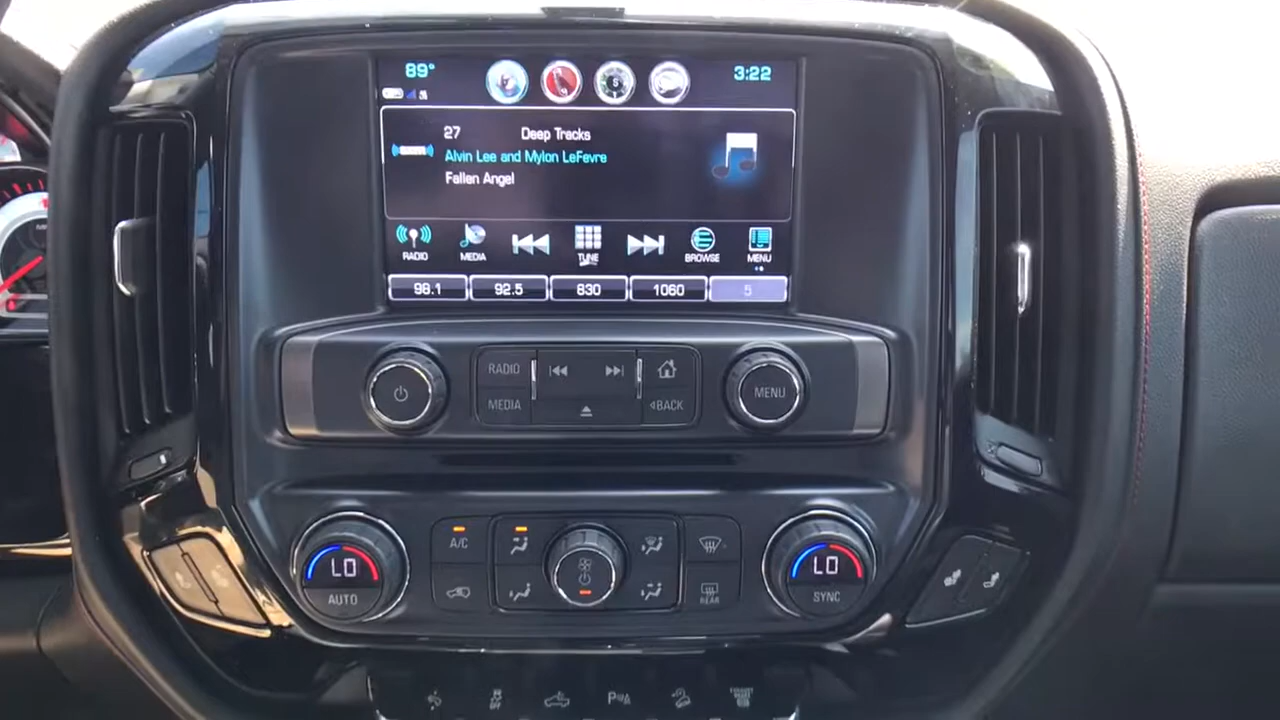 89°
3:22
27
Deep Tracks
Alvin Lee and Mylon LeFevre
Fallen Angel
RADIO
MEDIA
TUNE
BROWSE
MENU
98.1
92.5
830
1060
5
RADIO
MEDIA
BACK
MENU
A/C
LO
AUTO
REAR
LO
SYNC
OFF